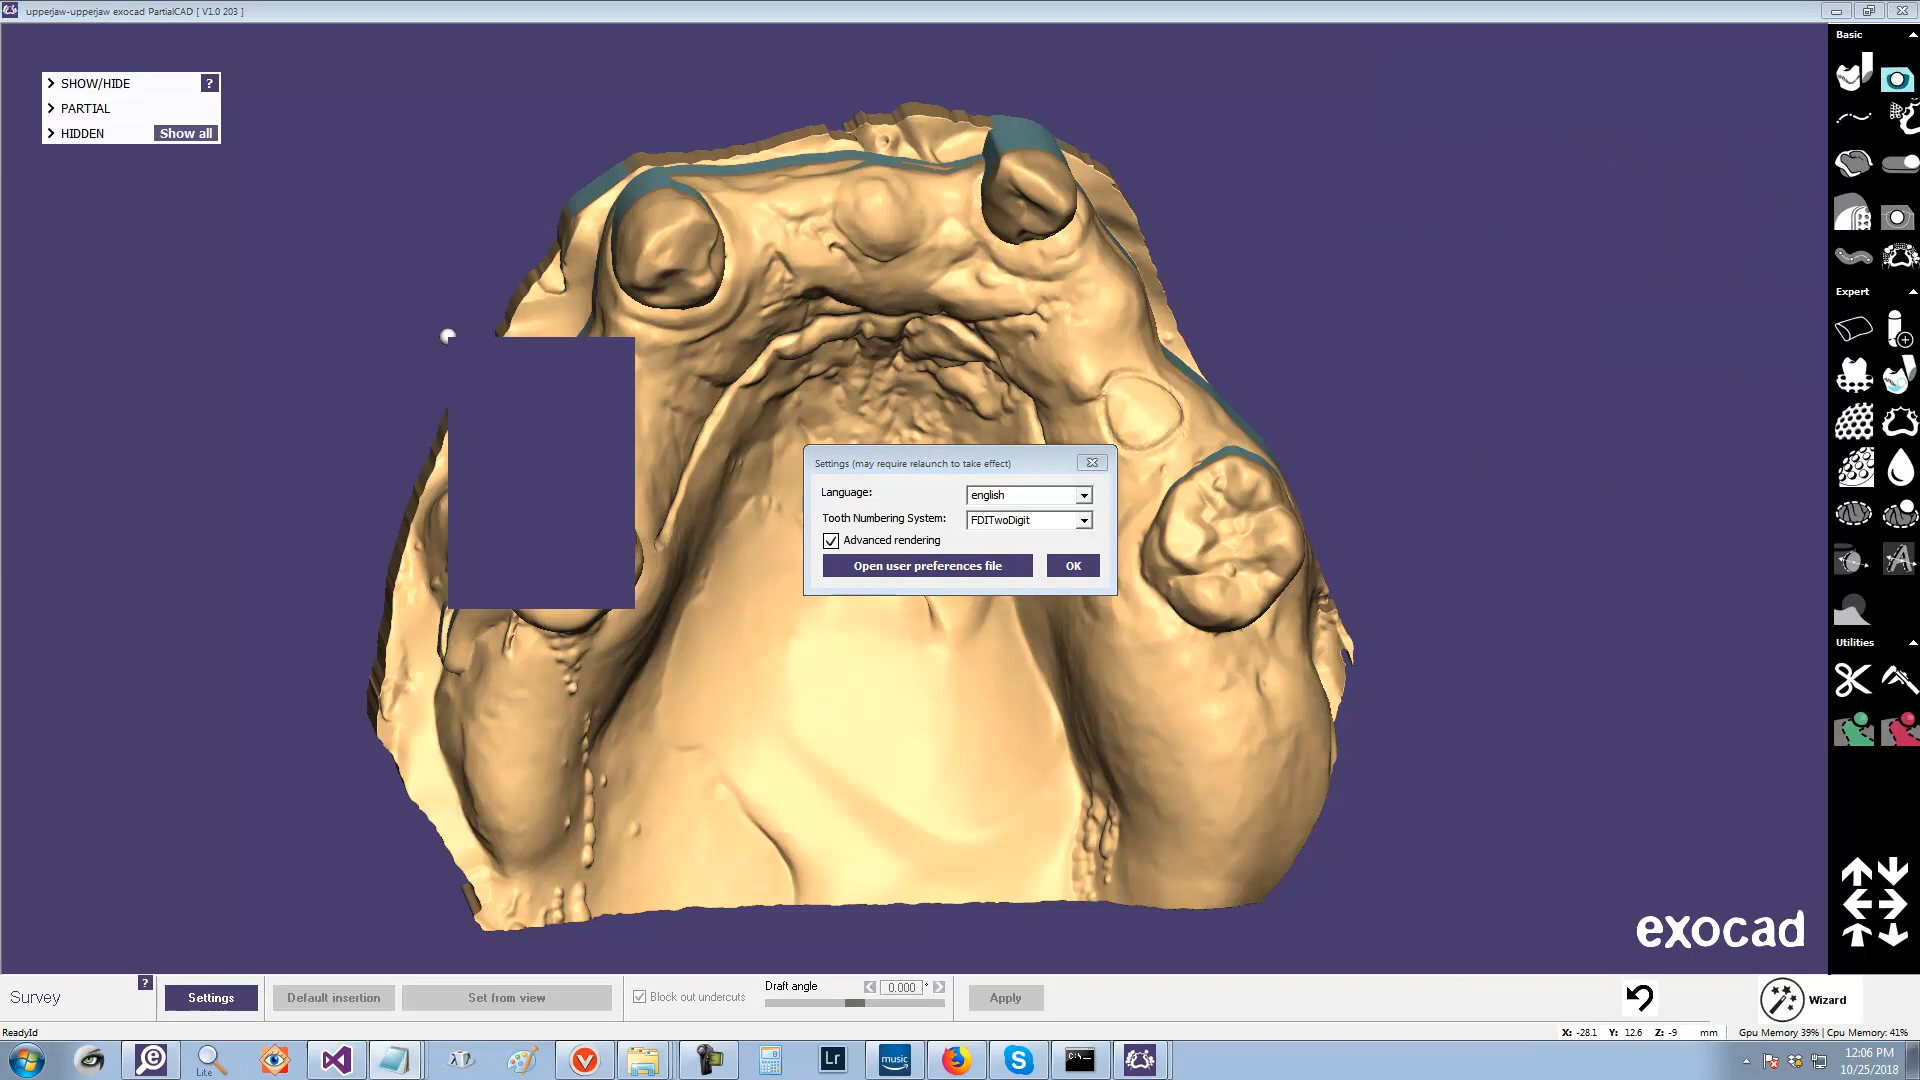 upperjaw-upperjaw exocad PartialCAD [ V1.0 203 ]
SHOW/HIDE ?
PARTIAL
HIDDEN Show all
Basic
Expert
Utilities
Settings (may require relaunch to take effect)
Language: english
Tooth Numbering System: FDITwoDigit
Advanced rendering
Open user preferences file OK
exocad
Survey ?
Settings
Default insertion
Set from view
Block out undercuts
Draft angle 0.000 °
Apply
Wizard
ReadyId
X: -28.1 Y: 12.6 Z: -9 mm
Gpu Memory 39% | Cpu Memory: 41%
Lite
XD
Lr
music
C:\_
12:06 PM
10/25/2018